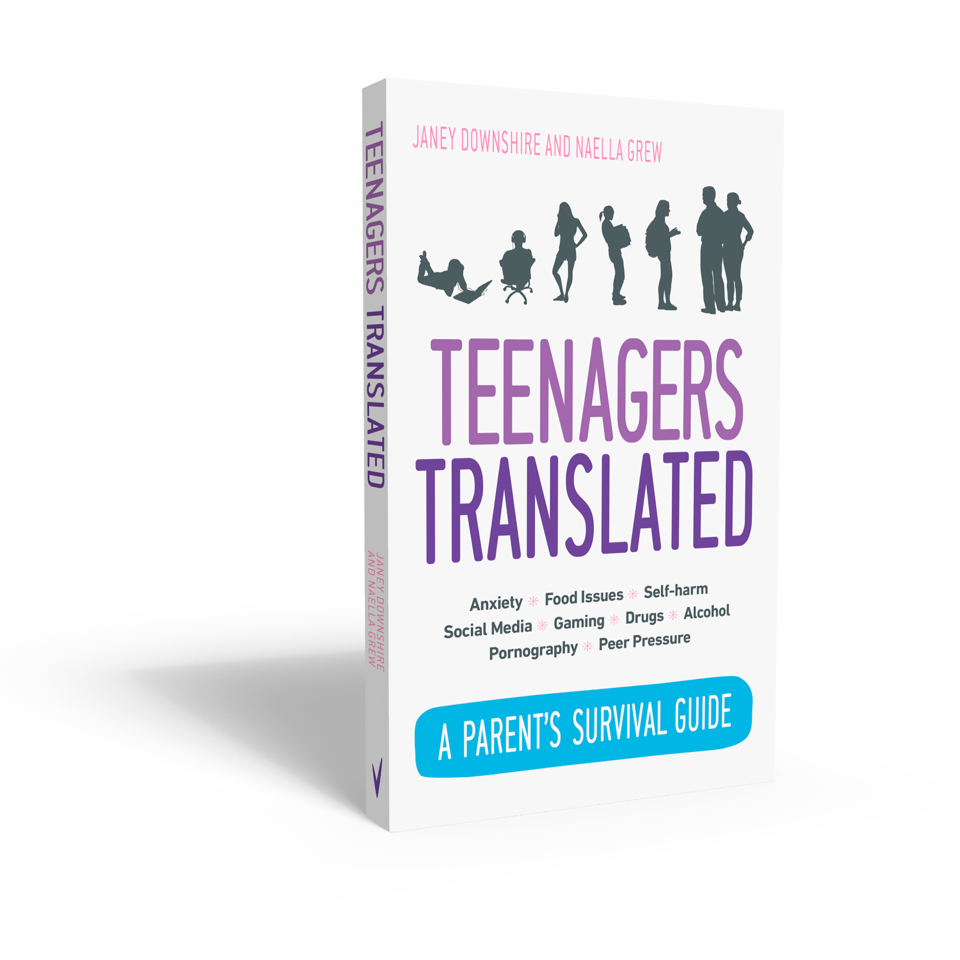 TEENAGERS TRANSLATED
JANEY DOWNSHIRE
AND NAELLA GREW
JANEY DOWNSHIRE AND NAELLA GREW
TEENAGERS
TRANSLATED
Anxiety * Food Issues * Self-harm
Social Media * Gaming * Drugs * Alcohol
Pornography * Peer Pressure
A PARENT'S SURVIVAL GUIDE